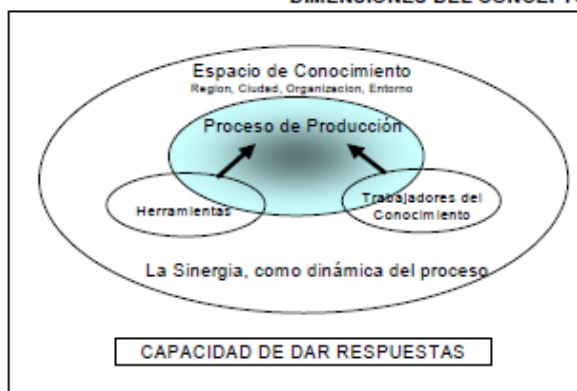 DIMENSIONES DEL CONCEPT
Espacio de Conocimiento
Region, Ciudad, Organizacion, Entorno
Proceso de Producción
Herramientas
Trabajadores del
Conocimiento
La Sinergia, como dinámica del proceso
CAPACIDAD DE DAR RESPUESTAS